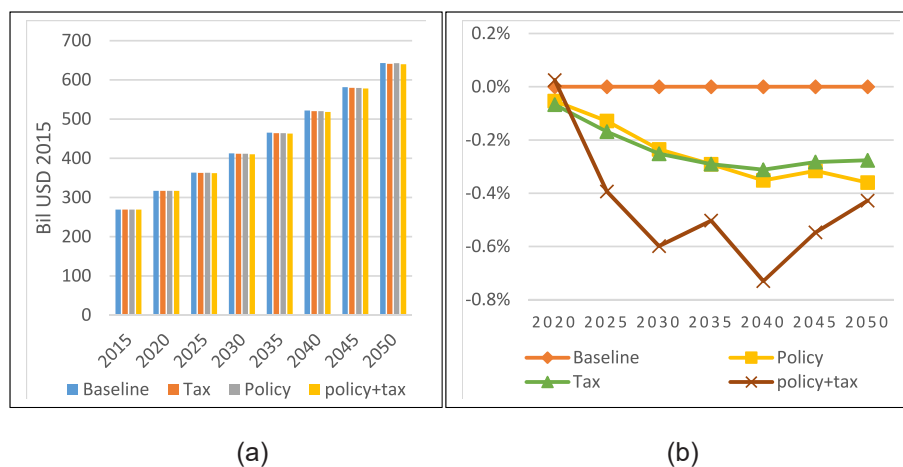 700
600
500
400
300
200
100
0
Bil USD 2015
2015 2020 2025 2030 2035 2040 2045 2050
Baseline Tax Policy policy+tax
(a)
0.2%
0.0%
-0.2%
-0.4%
-0.6%
-0.8%
2020 2025 2030 2035 2040 2045 2050
Baseline Policy
Tax policy+tax
(b)